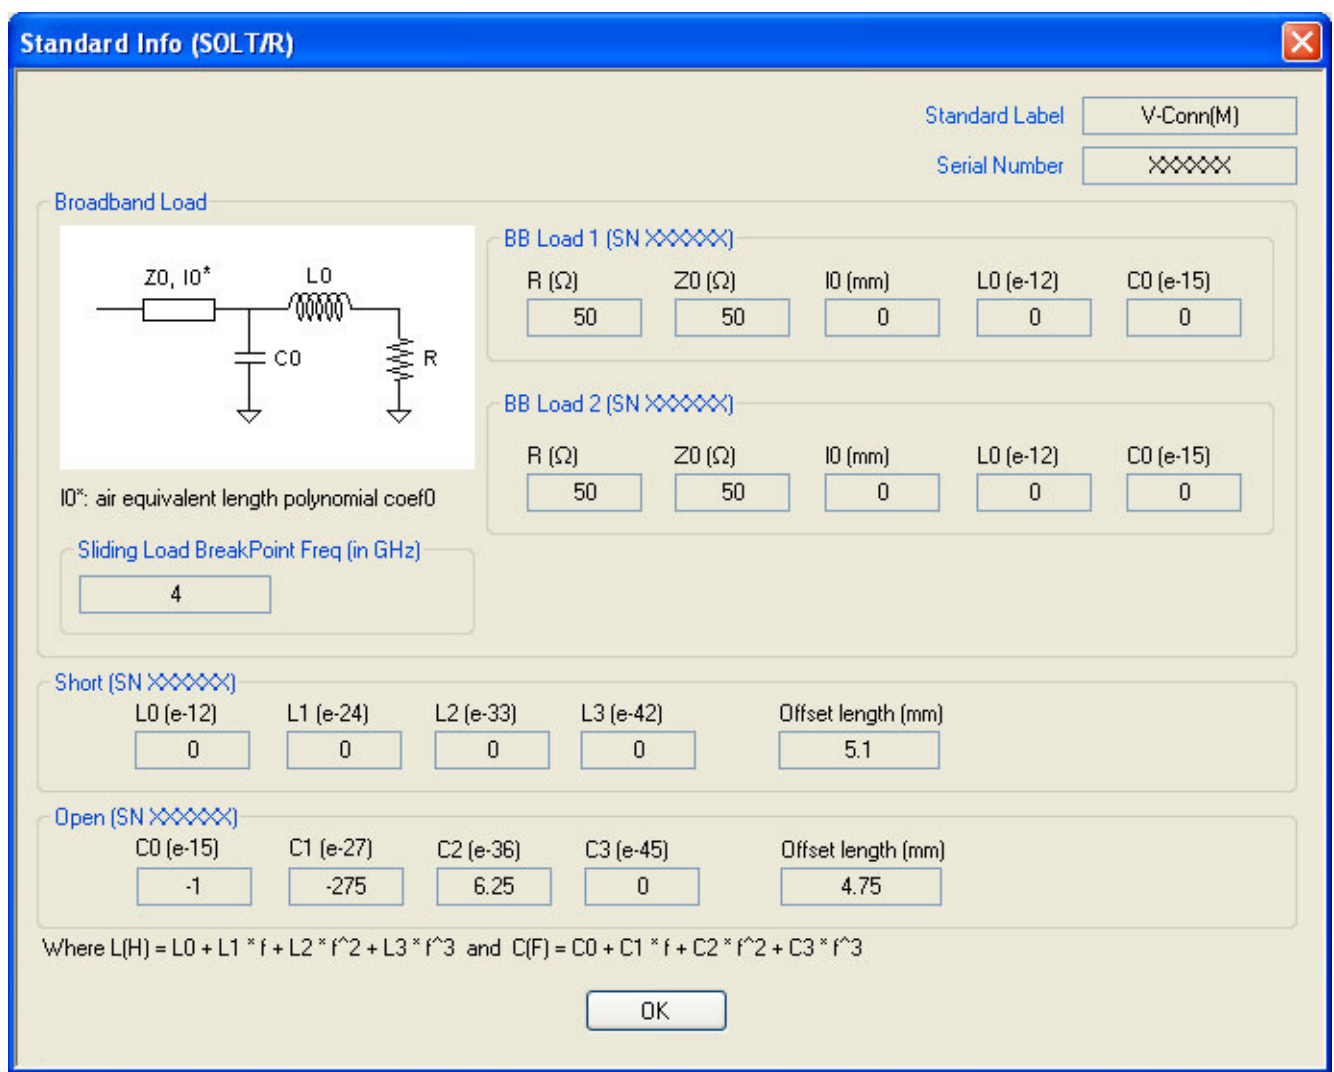 Standard Info (SOLT/R)
Standard Label V-Conn(M)
Serial Number XXXXXX
Broadband Load
Z0, l0* L0
C0 R
l0*: air equivalent length polynomial coef0
BB Load 1 (SN XXXXXX)
R (Ω) Z0 (Ω) l0 (mm) L0 (e-12) C0 (e-15)
50 50 0 0 0
BB Load 2 (SN XXXXXX)
R (Ω) Z0 (Ω) l0 (mm) L0 (e-12) C0 (e-15)
50 50 0 0 0
Sliding Load BreakPoint Freq (in GHz)
4
Short (SN XXXXXX)
L0 (e-12) L1 (e-24) L2 (e-33) L3 (e-42) Offset length (mm)
0 0 0 0 5.1
Open (SN XXXXXX)
C0 (e-15) C1 (e-27) C2 (e-36) C3 (e-45) Offset length (mm)
-1 -275 6.25 0 4.75
Where L(H) = L0 + L1 * f + L2 * f^2 + L3 * f^3 and C(F) = C0 + C1 * f + C2 * f^2 + C3 * f^3
OK